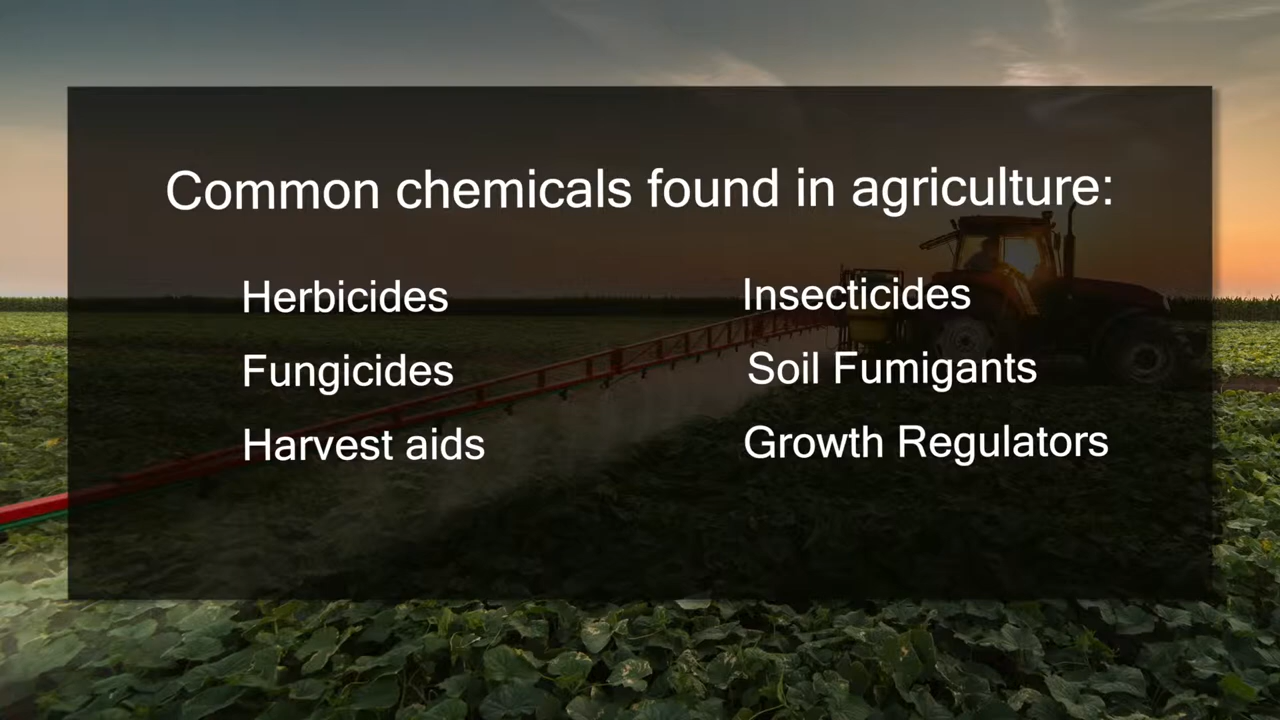 Common chemicals found in agriculture:
Herbicides
Fungicides
Harvest aids
Insecticides
Soil Fumigants
Growth Regulators